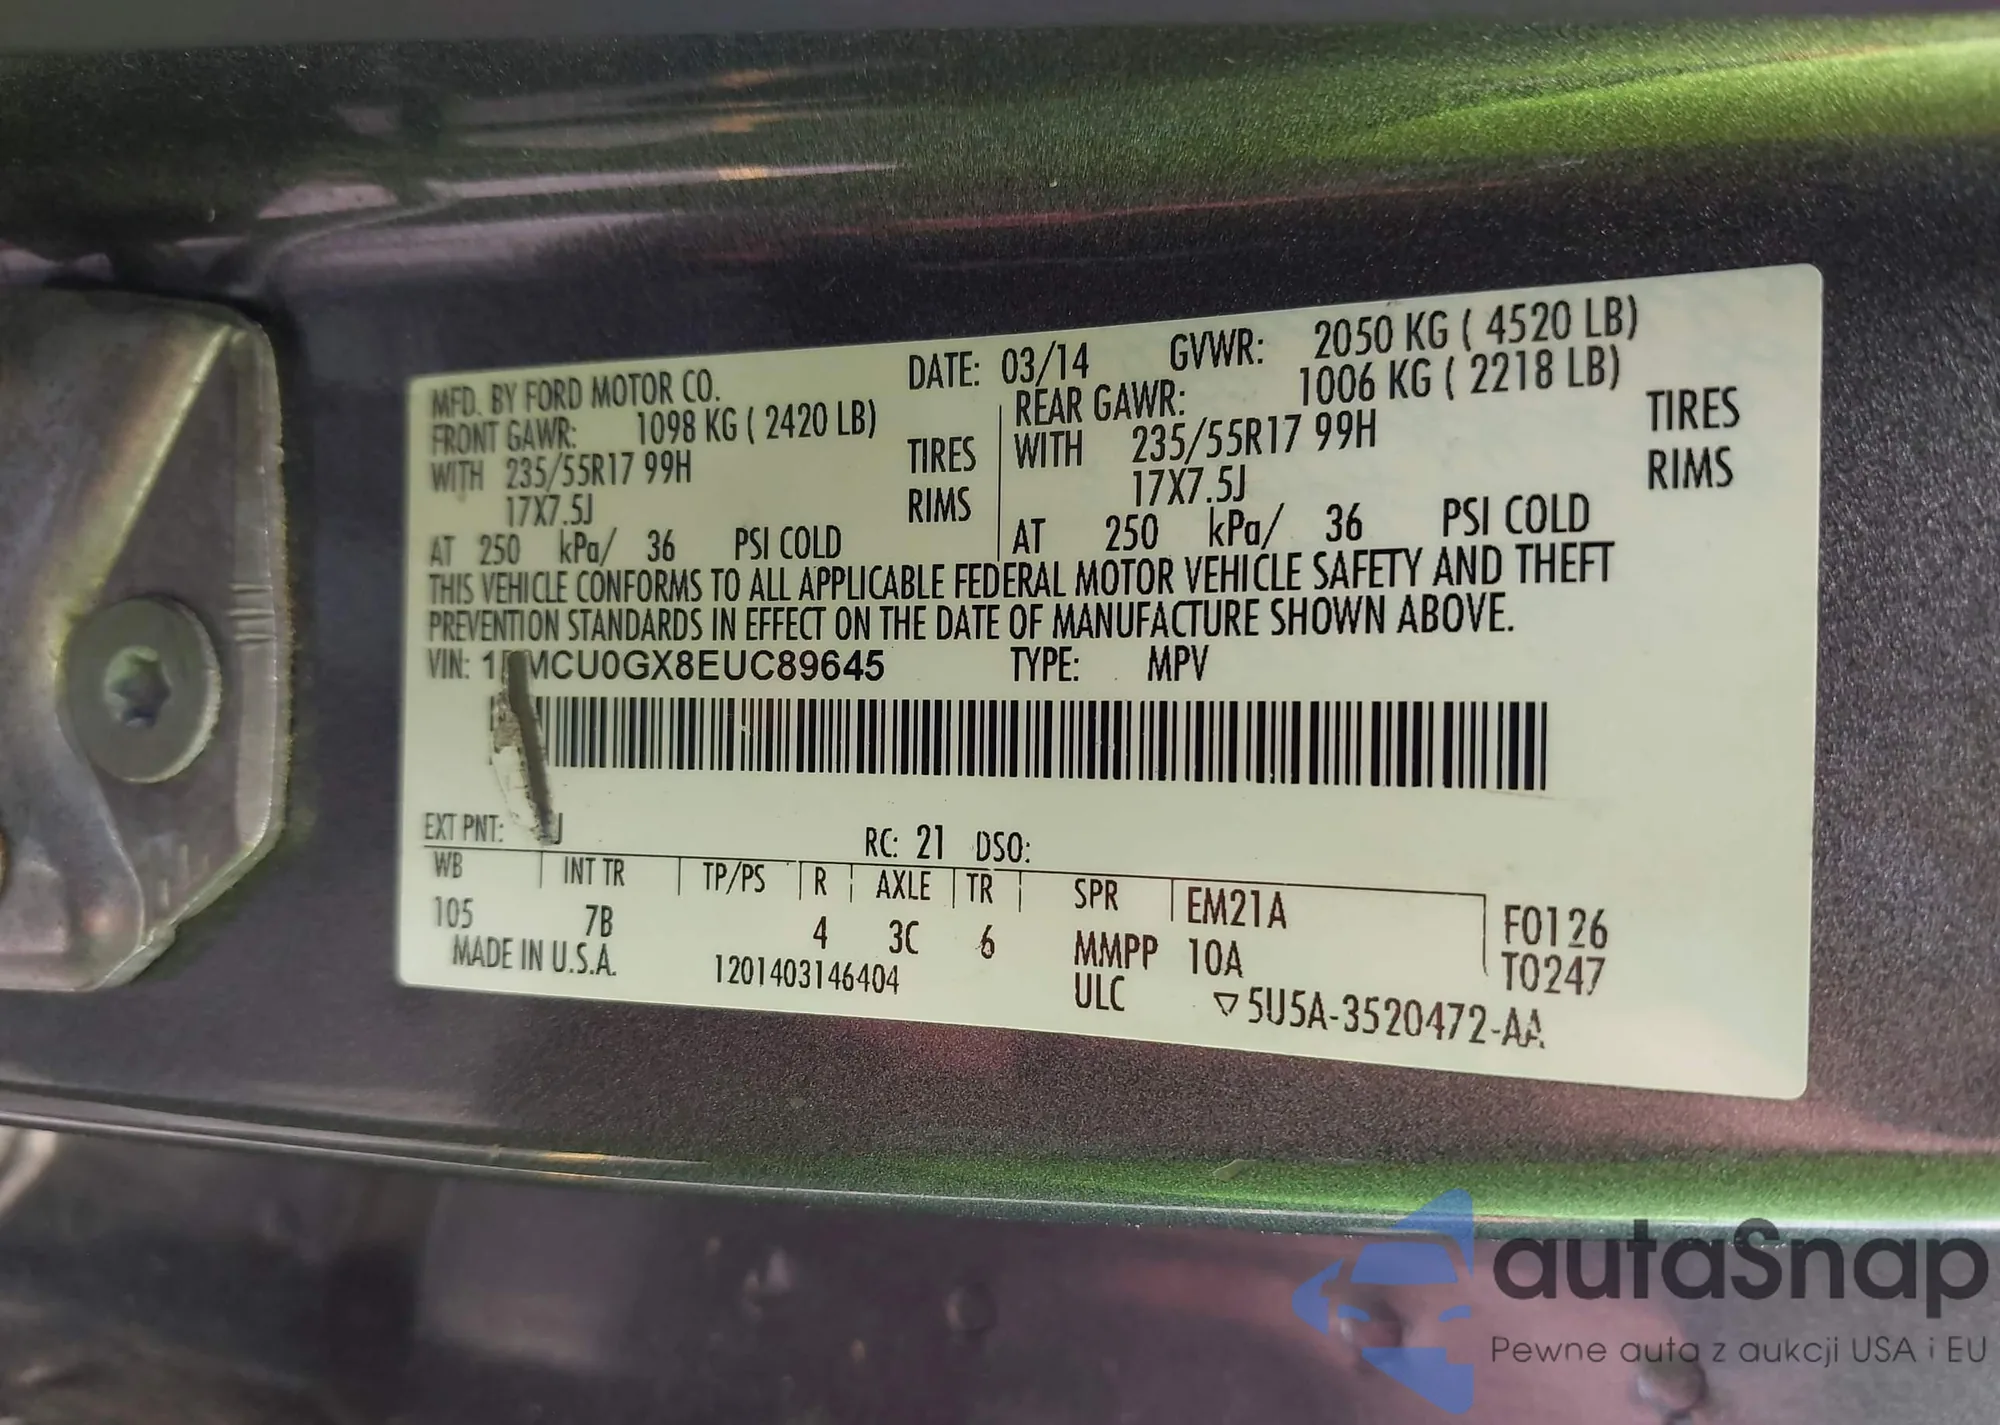 MFD. BY FORD MOTOR CO. DATE: 03/14 GVWR: 2050 KG ( 4520 LB)
FRONT GAWR: 1098 KG ( 2420 LB) REAR GAWR: 1006 KG ( 2218 LB)
WITH 235/55R17 99H TIRES WITH 235/55R17 99H TIRES
17X7.5J RIMS 17X7.5J RIMS
AT 250 kPa/ 36 PSI COLD AT 250 kPa/ 36 PSI COLD
THIS VEHICLE CONFORMS TO ALL APPLICABLE FEDERAL MOTOR VEHICLE SAFETY AND THEFT
PREVENTION STANDARDS IN EFFECT ON THE DATE OF MANUFACTURE SHOWN ABOVE.
VIN: TYPE: MPV
EXT PNT: RC: 21 DSO:
WB INT TR TP/PS R AXLE TR SPR EM21A F0126
105 7B 4 3C 6 MMPP 10A T0247
MADE IN U.S.A. 1201403146404 ULC ▽5U5A-3520472-AA
autaSnap
Pewne auta z aukcji USA i EU